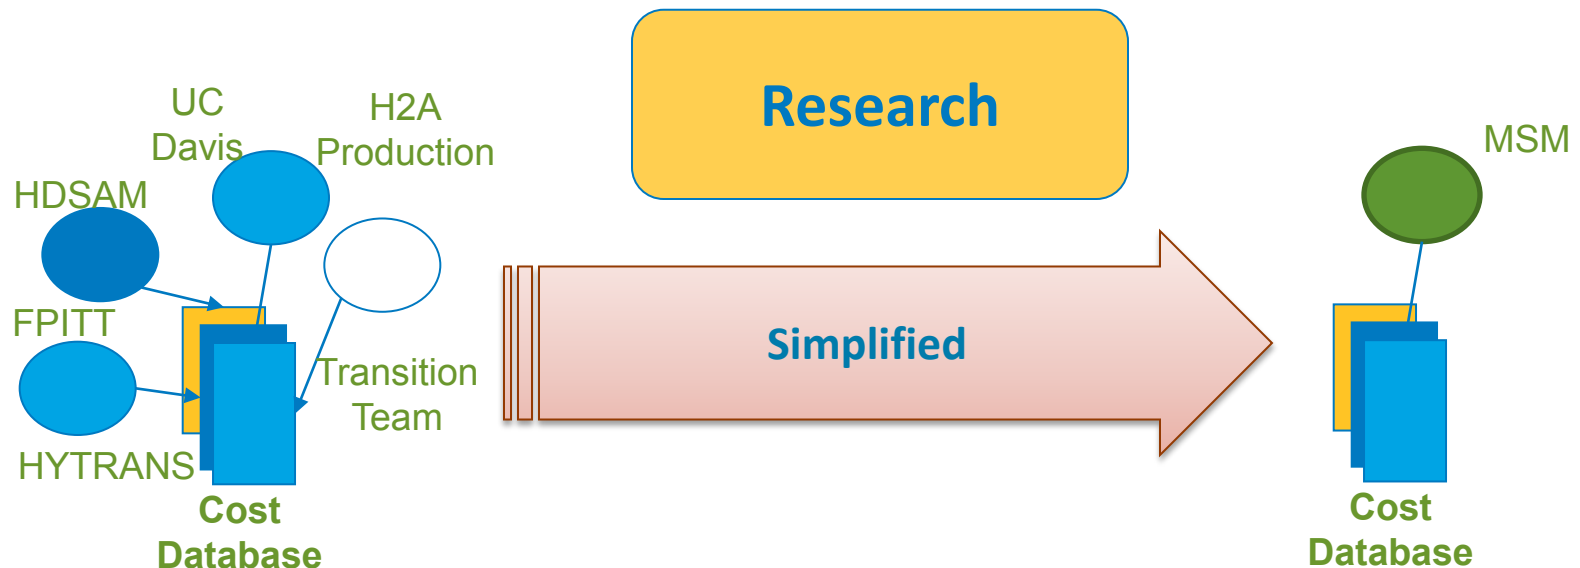 UC
Davis
H2A
Production
HDSAM
FPITT
HYTRANS
Transition
Team
Cost
Database
Research
Simplified
MSM
Cost
Database